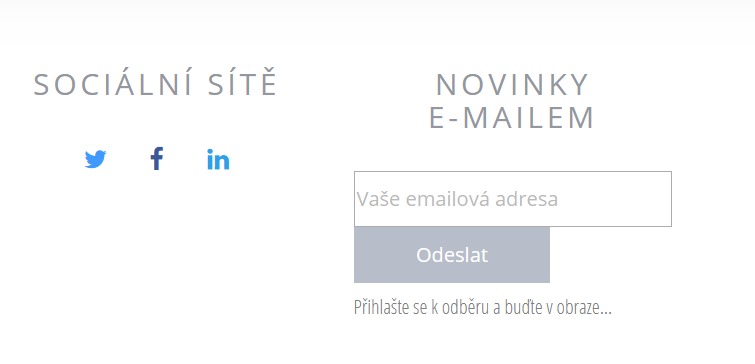 SOCIÁLNÍ SÍTĚ
NOVINKY
E-MAILEM
Vaše emailová adresa
Odeslat
Přihlašte se k odběru a buďte v obraze...